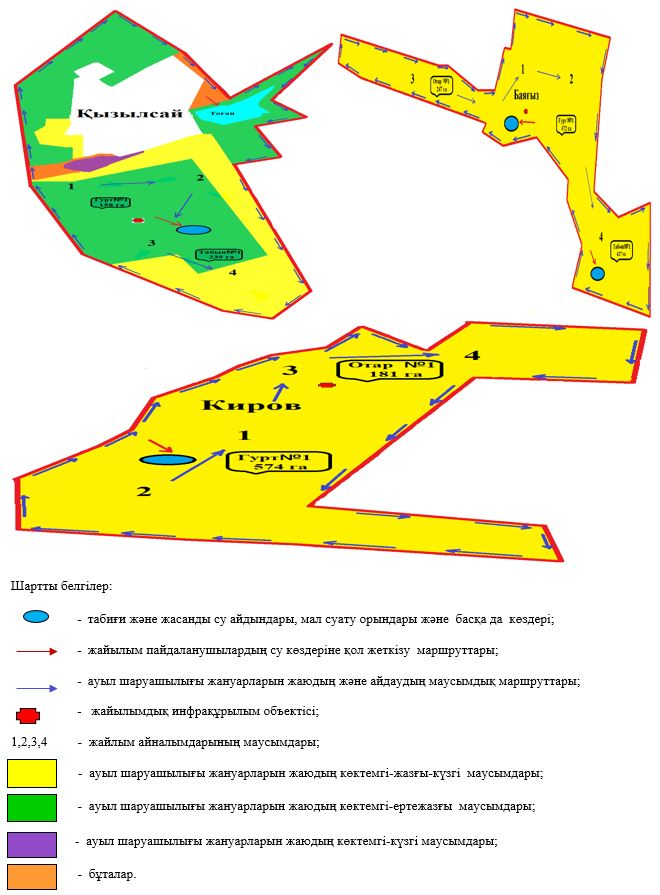 Қызылсай
Тоған
1
2
Гурт№1
158 га
3
Табын№1
239 га
4
3
Отар №1
247 га
1
2
Баяғыз
Гурт №1
472 га
4
Табын№1
3
4
Отар №1
181 га
Киров
1
Гурт№1
574 га
2
Шартты белгілер:
- табиғи және жасанды су айдындары, мал суату орындары және басқа да көздері;
- жайылым пайдаланушылардың су көздеріне қол жеткізу маршруттары;
- ауыл шаруашылығы жануарларын жаюдың және айдаудың маусымдық маршруттары;
- жайылымдық инфрақұрылым объектісі;
1,2,3,4 - жайлым айналымдарының маусымдары;
- ауыл шаруашылығы жануарларын жаюдың көктемгі-жазғы-күзгі маусымдары;
- ауыл шаруашылығы жануарларын жаюдың көктемгі-ертежазғы маусымдары;
- ауыл шаруашылығы жануарларын жаюдың көктемгі-күзгі маусымдары;
- бұталар.